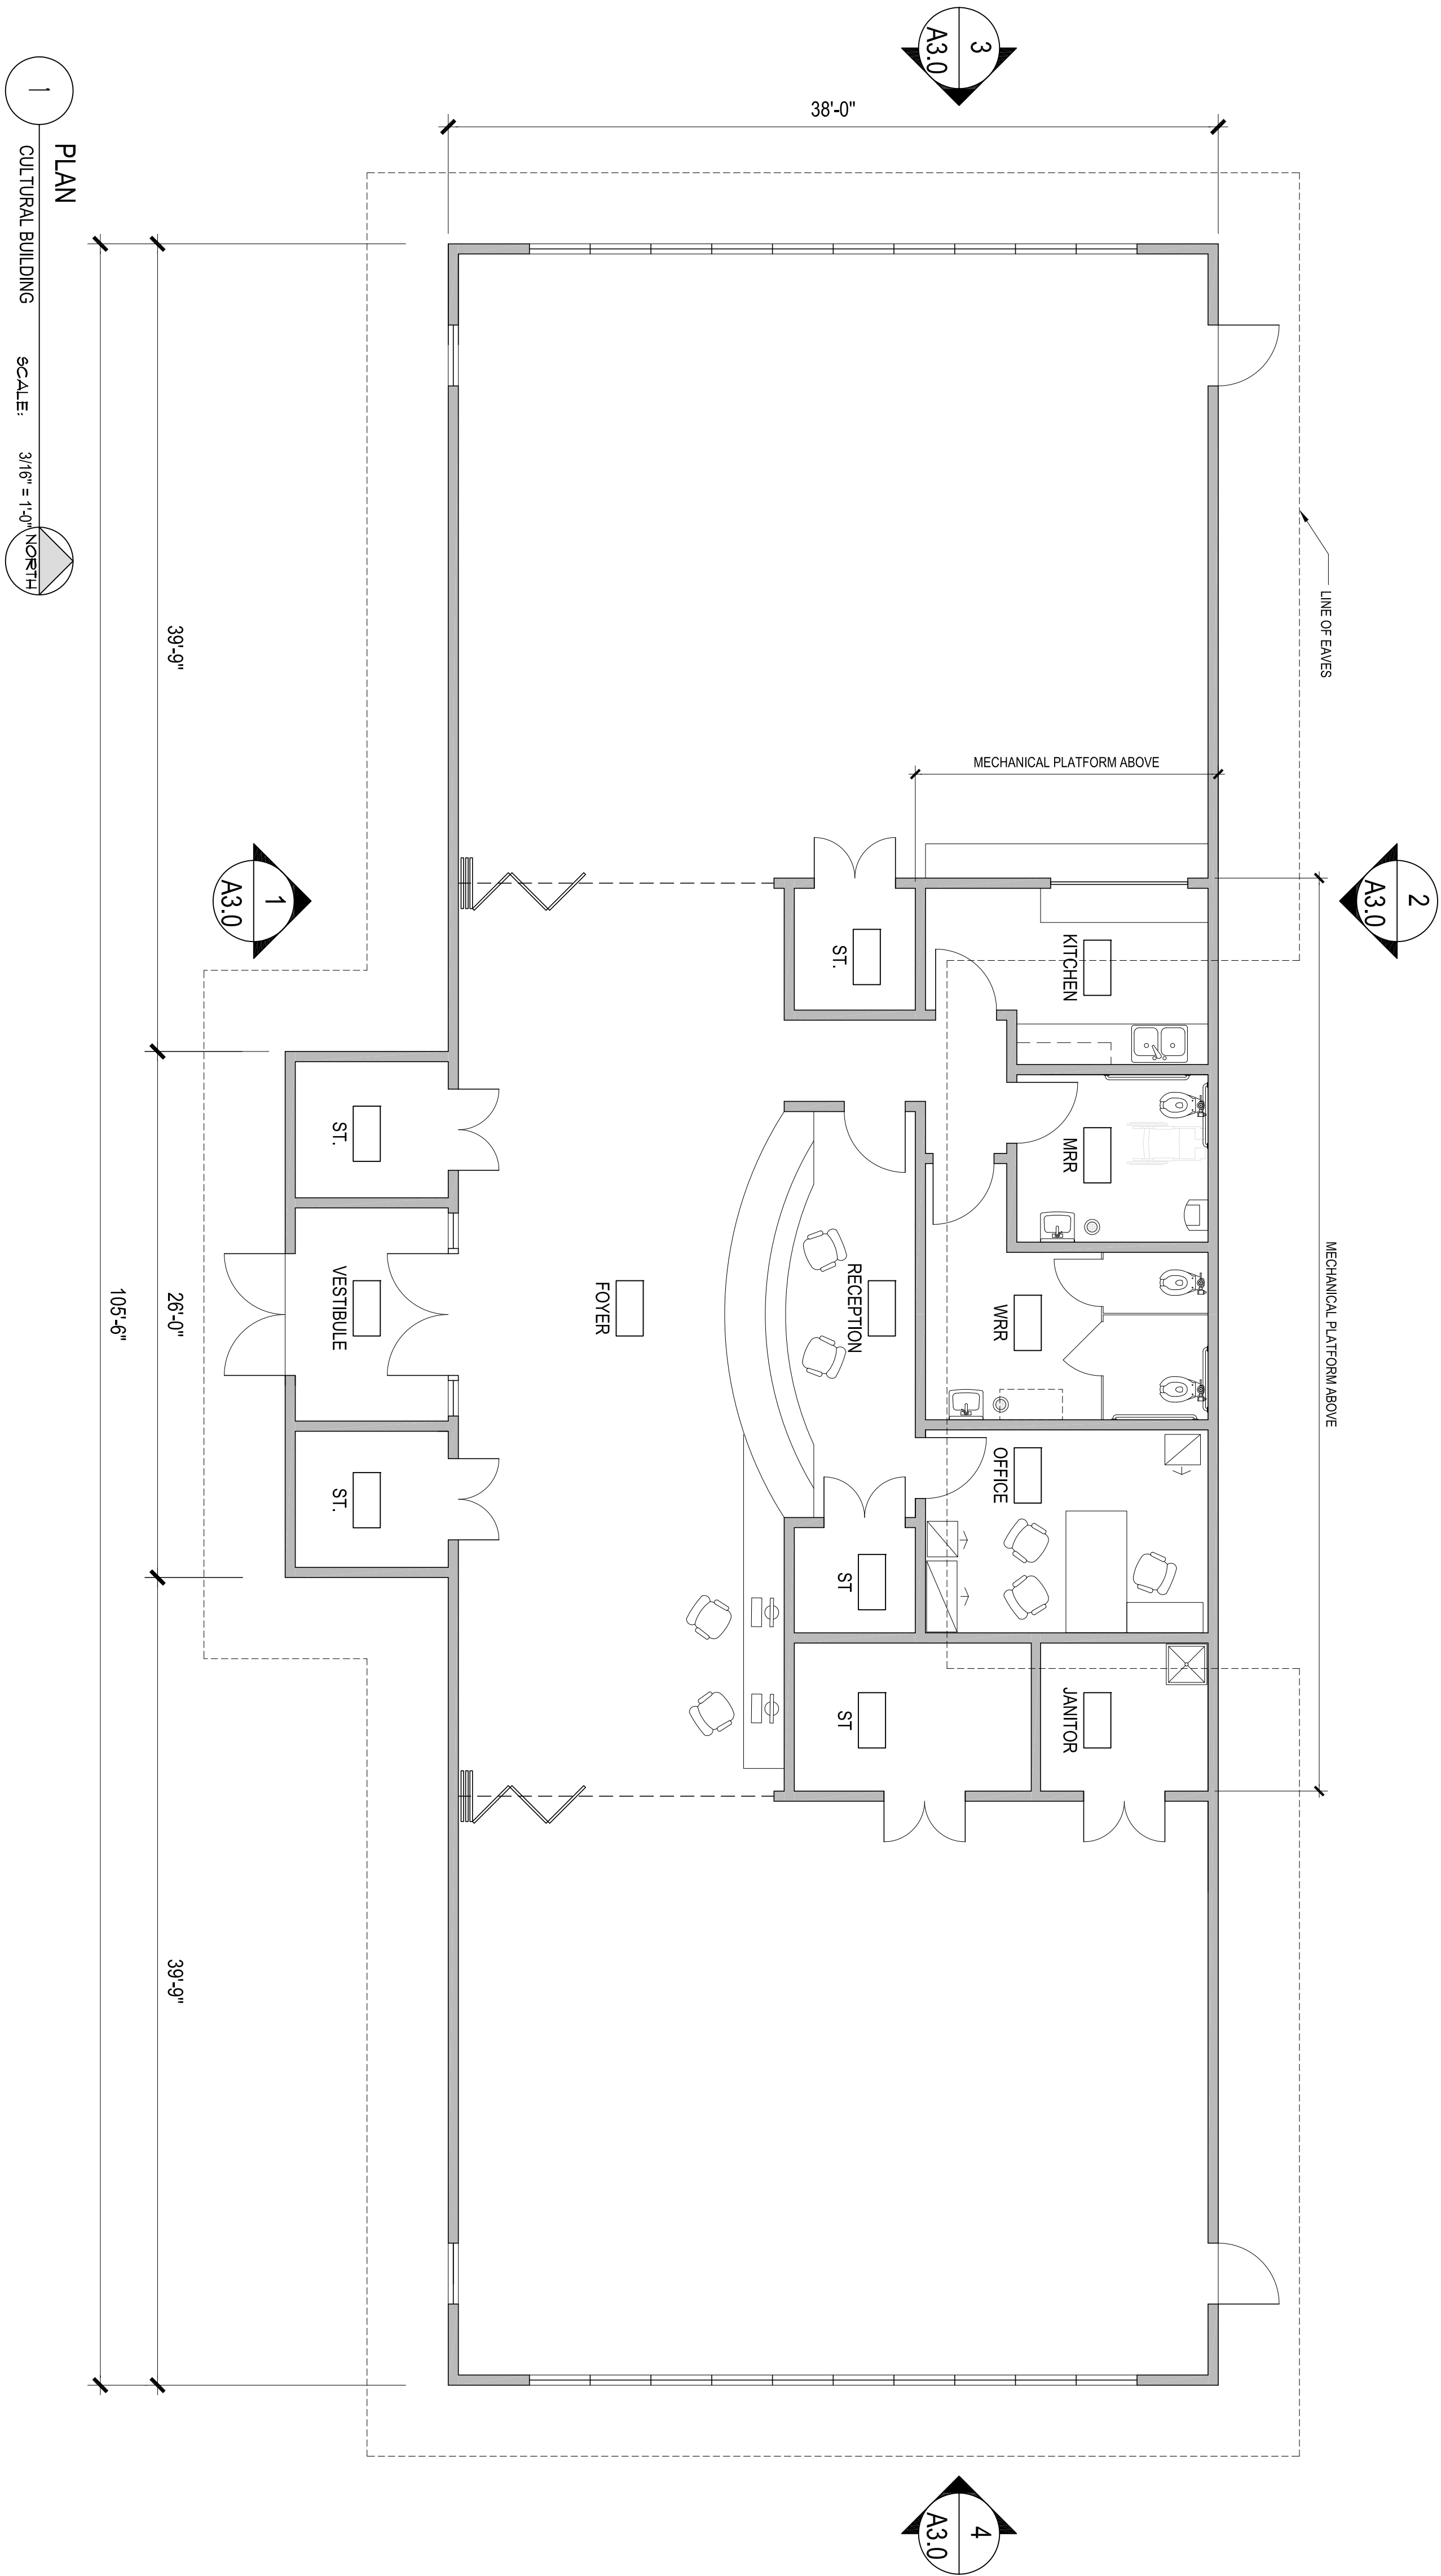 3
A3.0
38'-0"
2
A3.0
LINE OF EAVES
MECHANICAL PLATFORM ABOVE
MECHANICAL PLATFORM ABOVE
KITCHEN
MRR
WRR
OFFICE
JANITOR
ST.
RECEPTION
ST
ST
FOYER
ST.
VESTIBULE
ST.
1
A3.0
4
A3.0
39'-9"
26'-0"
39'-9"
105'-6"
1
PLAN
CULTURAL BUILDING SCALE: 3/16" = 1'-0" NORTH